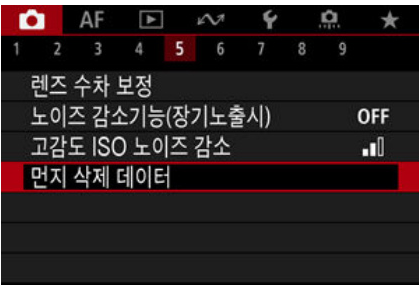 AF
1 2 3 4 5 6 7 8 9
렌즈 수차 보정
노이즈 감소기능(장기노출시) OFF
고감도 ISO 노이즈 감소
먼지 삭제 데이터